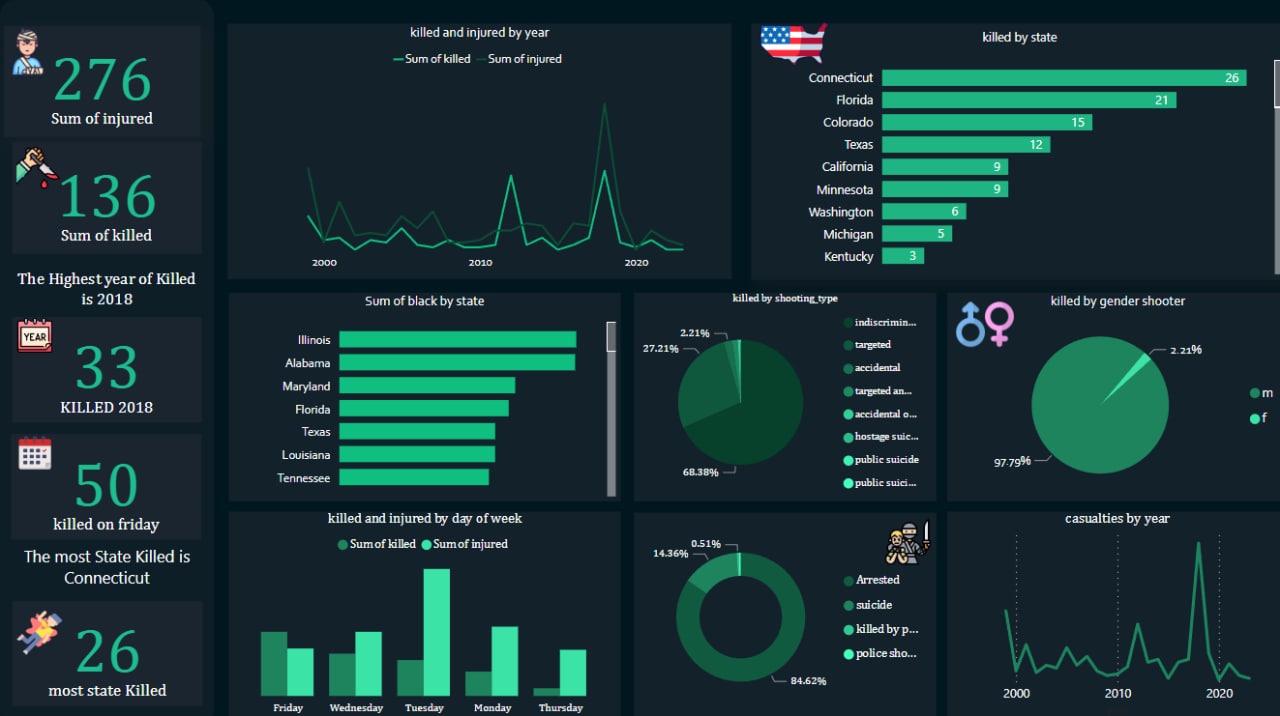 276
Sum of injured
136
Sum of killed
The Highest year of Killed
is 2018
YEAR
33
KILLED 2018
50
killed on friday
The most State Killed is
Connecticut
26
most state Killed
killed and injured by year
Sum of killed Sum of injured
2000 2010 2020
killed by state
Connecticut 26
Florida 21
Colorado 15
Texas 12
California 9
Minnesota 9
Washington 6
Michigan 5
Kentucky 3
Sum of black by state
Illinois
Alabama
Maryland
Florida
Texas
Louisiana
Tennessee
killed by shooting_type
2.21%
27.21%
68.38%
indiscrimin...
targeted
accidental
targeted an...
accidental o...
hostage suic...
public suicide
public suici...
killed by gender shooter
2.21%
97.79%
m
f
killed and injured by day of week
Sum of killed Sum of injured
Friday Wednesday Tuesday Monday Thursday
0.51%
14.36%
84.62%
Arrested
suicide
killed by p...
police sho...
casualties by year
2000 2010 2020